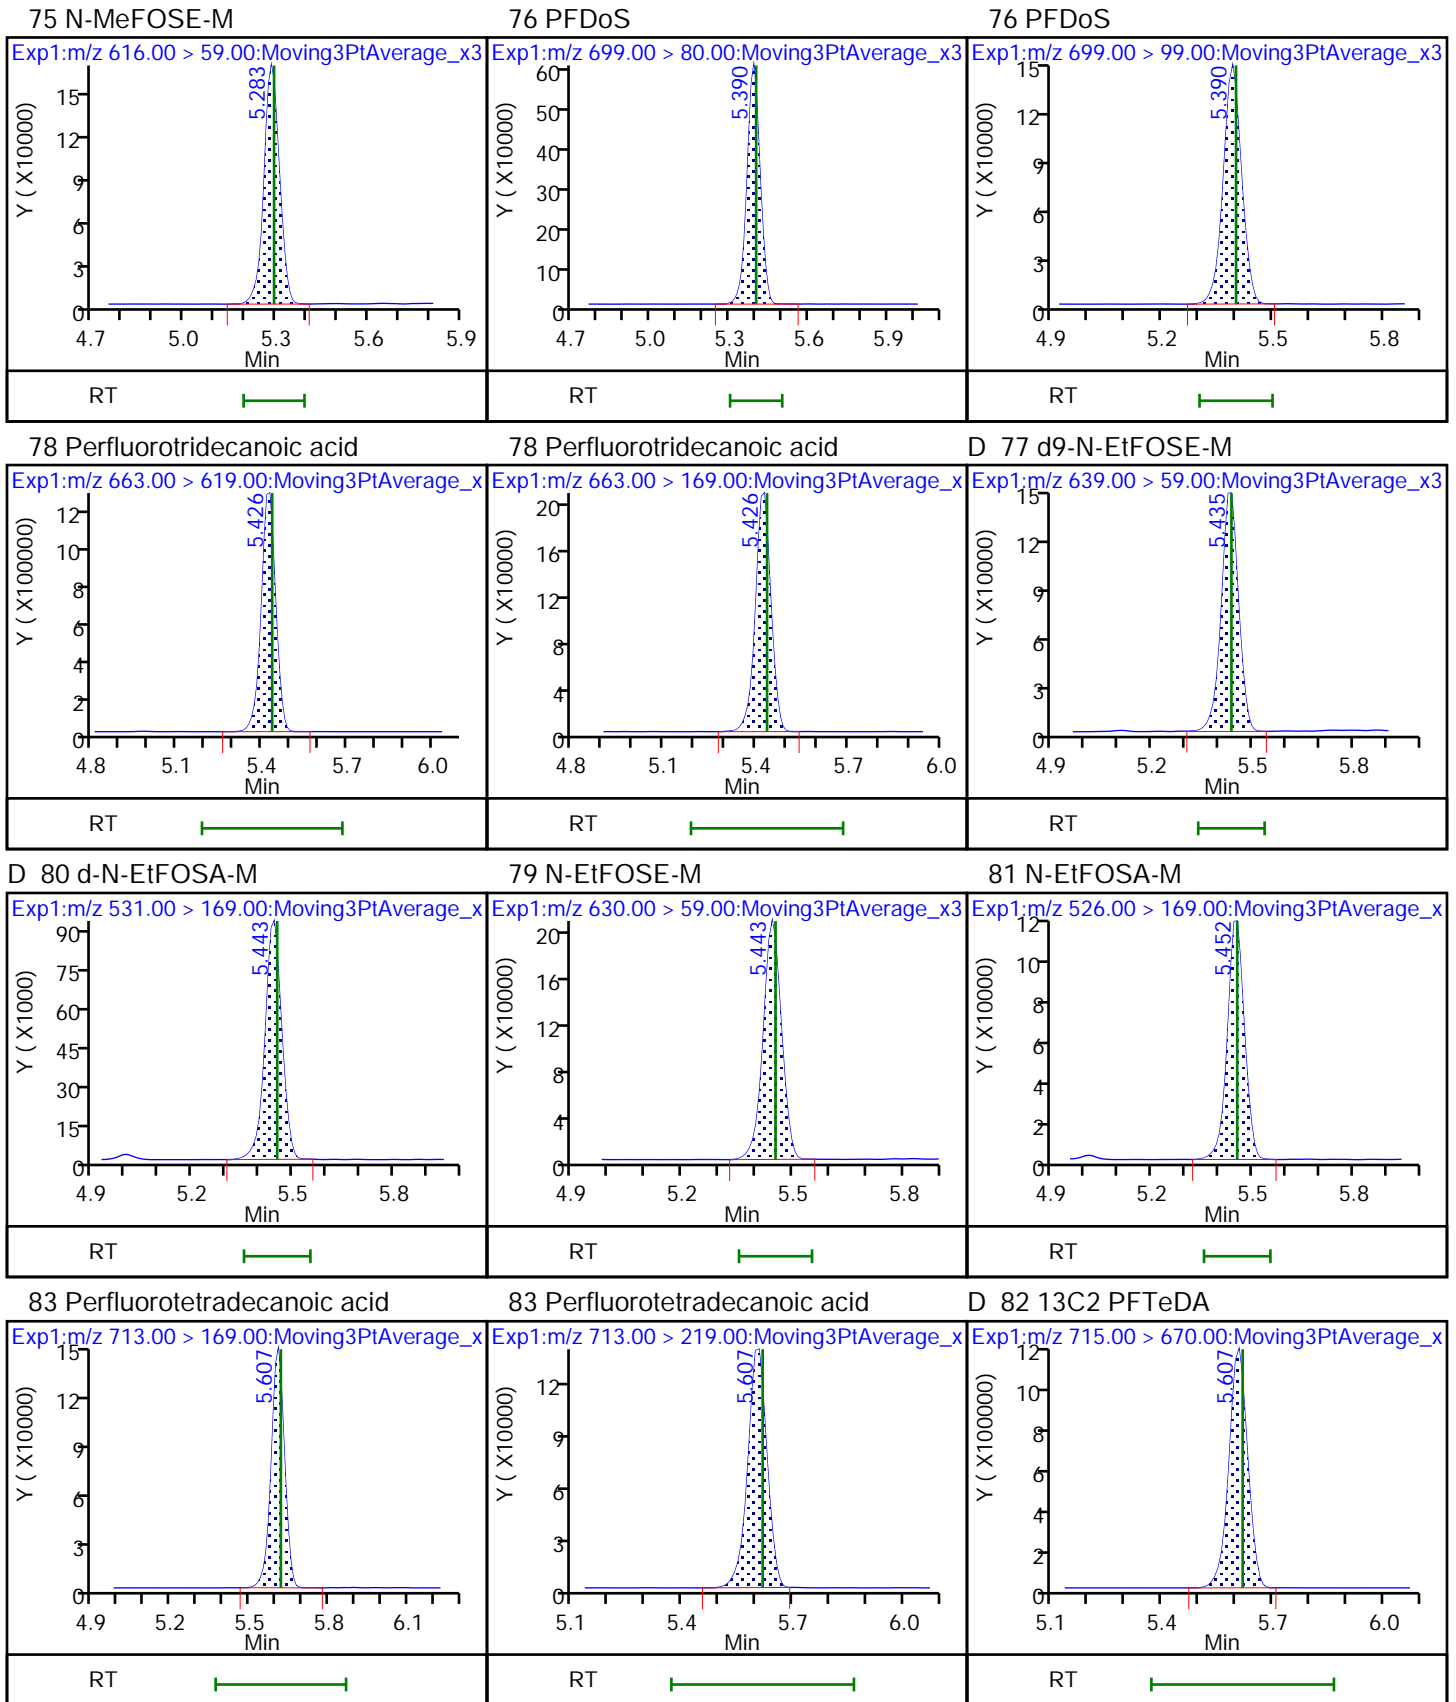 75 N-MeFOSE-M
Exp1:m/z 616.00 > 59.00:Moving3PtAverage_x3
5.283
Y ( X10000)
15
12
9
6
3
0
4.7 5.0 5.3 5.6 5.9
Min
RT
76 PFDoS
Exp1:m/z 699.00 > 80.00:Moving3PtAverage_x3
5.390
Y ( X10000)
60
50
40
30
20
10
0
4.7 5.0 5.3 5.6 5.9
Min
RT
76 PFDoS
Exp1:m/z 699.00 > 99.00:Moving3PtAverage_x3
5.390
Y ( X10000)
15
12
9
6
3
0
4.9 5.2 5.5 5.8
Min
RT
78 Perfluorotridecanoic acid
Exp1:m/z 663.00 > 619.00:Moving3PtAverage_x
5.426
Y ( X100000)
12
10
8
6
4
2
0
4.8 5.1 5.4 5.7 6.0
Min
RT
78 Perfluorotridecanoic acid
Exp1:m/z 663.00 > 169.00:Moving3PtAverage_x
5.426
Y ( X10000)
20
16
12
8
4
0
4.8 5.1 5.4 5.7 6.0
Min
RT
D 77 d9-N-EtFOSE-M
Exp1:m/z 639.00 > 59.00:Moving3PtAverage_x3
5.435
Y ( X10000)
15
12
9
6
3
0
4.9 5.2 5.5 5.8
Min
RT
D 80 d-N-EtFOSA-M
Exp1:m/z 531.00 > 169.00:Moving3PtAverage_x
5.443
Y ( X1000)
90
75
60
45
30
15
0
4.9 5.2 5.5 5.8
Min
RT
79 N-EtFOSE-M
Exp1:m/z 630.00 > 59.00:Moving3PtAverage_x3
5.443
Y ( X10000)
20
16
12
8
4
0
4.9 5.2 5.5 5.8
Min
RT
81 N-EtFOSA-M
Exp1:m/z 526.00 > 169.00:Moving3PtAverage_x
5.452
Y ( X10000)
12
10
8
6
4
2
0
4.9 5.2 5.5 5.8
Min
RT
83 Perfluorotetradecanoic acid
Exp1:m/z 713.00 > 169.00:Moving3PtAverage_x
5.607
Y ( X10000)
15
12
9
6
3
0
4.9 5.2 5.5 5.8 6.1
Min
RT
83 Perfluorotetradecanoic acid
Exp1:m/z 713.00 > 219.00:Moving3PtAverage_x
5.607
Y ( X10000)
12
9
6
3
0
5.1 5.4 5.7 6.0
Min
RT
D 82 13C2 PFTeDA
Exp1:m/z 715.00 > 670.00:Moving3PtAverage_x
5.607
Y ( X100000)
12
10
8
6
4
2
0
5.1 5.4 5.7 6.0
Min
RT